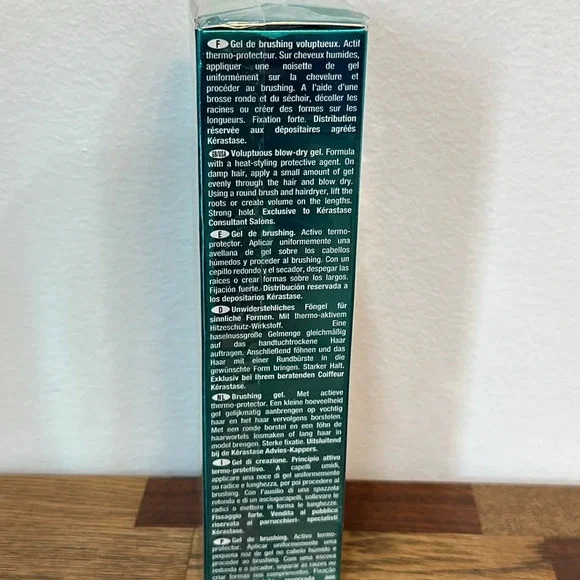 F Gel de brushing voluptueux. Actif
thermo-protecteur. Sur cheveux humides,
appliquer une noisette de gel
uniformément sur la chevelure et
procéder au brushing. A l'aide d'une
brosse ronde et du séchoir, décoller les
racines ou créer des formes sur les
longueurs. Fixation forte. Distribution
réservée aux dépositaires agréés
Kérastase.
GB/USA Voluptuous blow-dry gel. Formula
with a heat-styling protective agent. On
damp hair, apply a small amount of gel
evenly through the hair and blow dry.
Using a round brush and hairdryer, lift the
roots or create volume on the lengths.
Strong hold. Exclusive to Kérastase
Consultant Salons.
E Gel de brushing. Activo termo-
protector. Aplicar uniformemente una
avellana de gel sobre los cabellos
húmedos y proceder al brushing. Con un
cepillo redondo y el secador, despegar las
raíces o crear formas sobre los largos.
Fijación fuerte. Distribución reservada a
los depositarios Kérastase.
D Unwiderstehliches Föngel für
sinnliche Formen. Mit thermo-aktivem
Hitzeschutz-Wirkstoff. Eine
haselnussgroße Gelmenge gleichmäßig
auf das handtuchtrockene Haar
auftragen. Anschließend föhnen und das
Haar mit einer Rundbürste in die
gewünschte Form bringen. Starker Halt.
Exklusiv bei Ihrem beratenden Coiffeur
Kérastase.
NL Brushing gel. Met actieve
thermo-protector. Een kleine hoeveelheid
gel gelijkmatig aanbrengen op vochtig
haar en het haar vervolgens borstelen.
Met een ronde borstel en een föhn de
haarwortels losmaken of lang haar in
model brengen. Sterke fixatie. Uitsluitend
bij de Kérastase Advies-Kappers.
I Gel di creazione. Principio attivo
termo-protettivo. A capelli umidi,
applicare una noce di gel uniformemente
su radice e lunghezza, per poi procedere al
brushing. Con l'ausilio di una spazzola
rotonda e di un asciugacapelli, sollevare le
radici o mettere in forma le lunghezze.
Fissaggio forte. Vendita al pubblico
riservata ai parrucchieri- specialisti
Kérastase.
P Gel de brushing. Activo termo-
protector. Aplicar uniformemente uma
pequena noz de gel no cabelo húmido e
proceder ao brushing. Com uma escova
redonda e o secador, separar as raízes ou
criar formas nos comprimentos. Fixação
forte. reservada aos